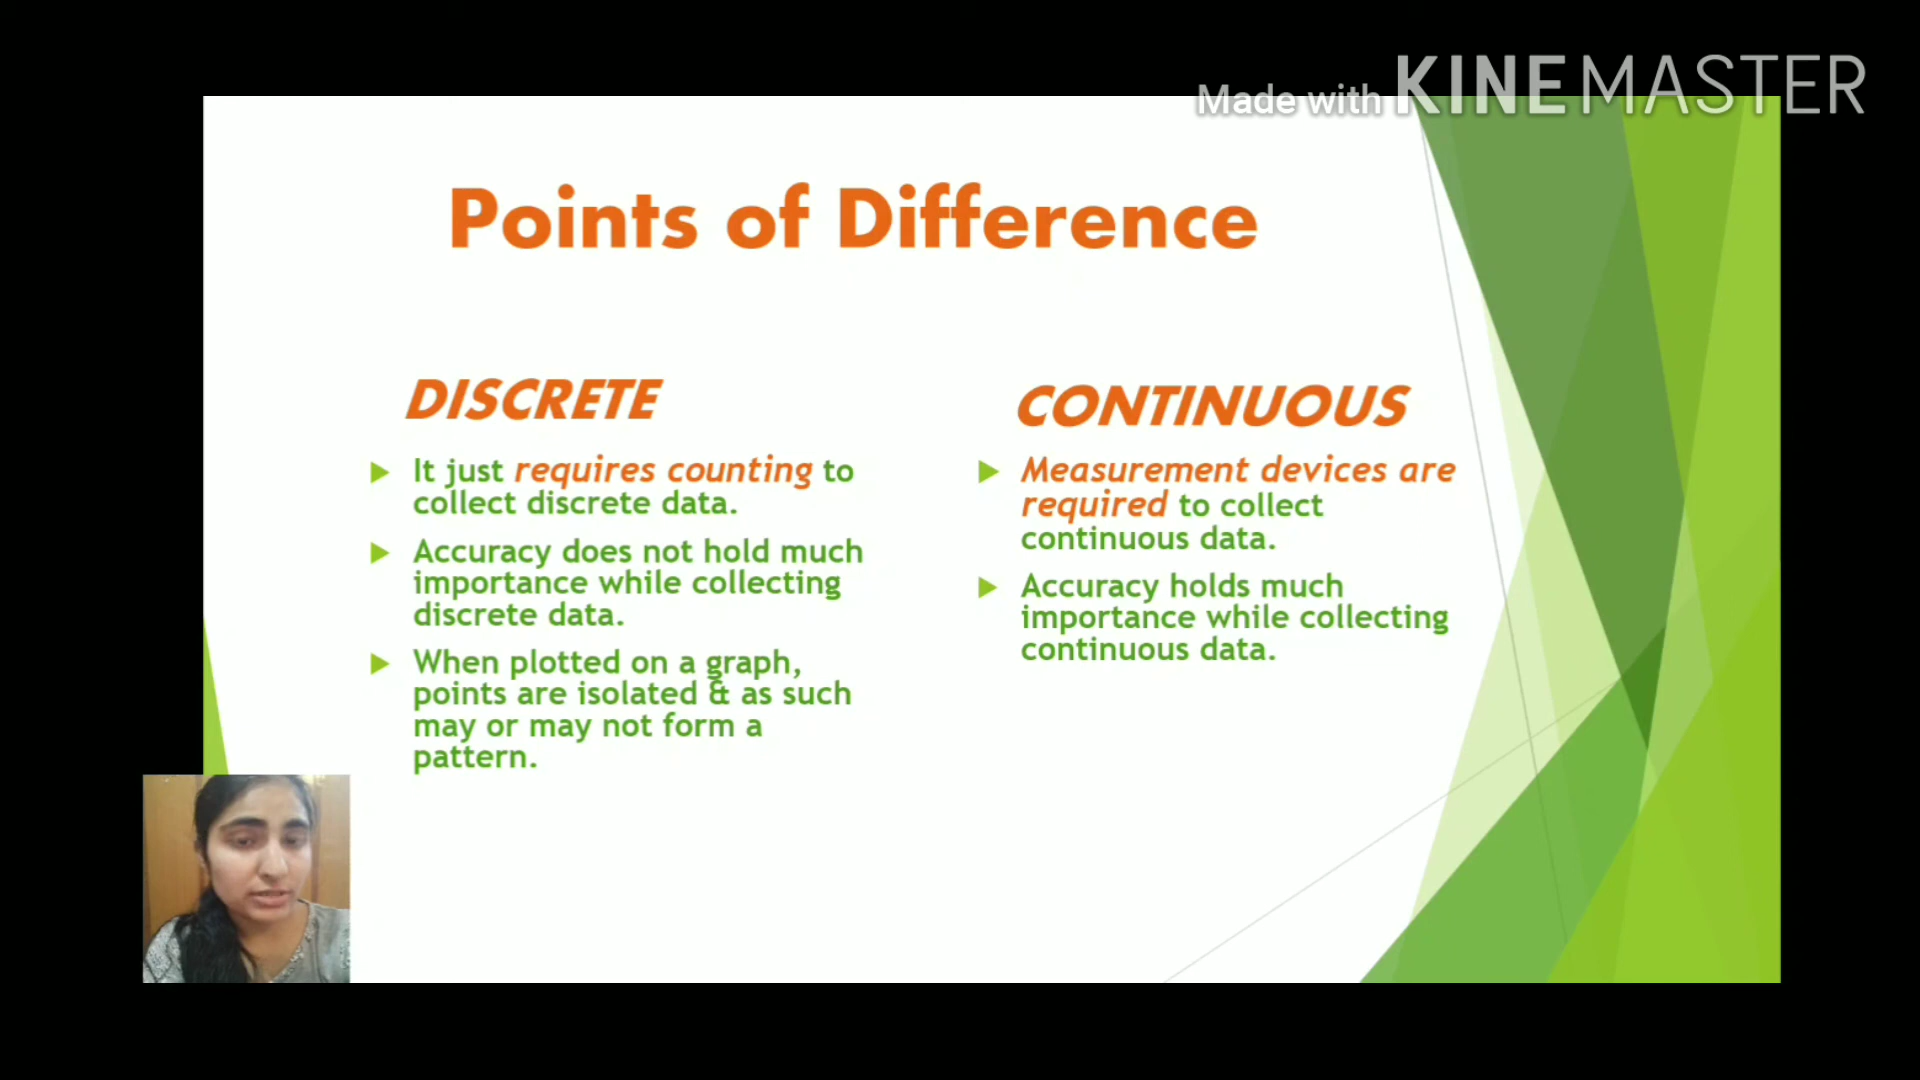 Made with KINEMASTER
Points of Difference
DISCRETE
It just requires counting to
collect discrete data.
Accuracy does not hold much
importance while collecting
discrete data.
When plotted on a graph,
points are isolated & as such
may or may not form a
pattern.
CONTINUOUS
Measurement devices are
required to collect
continuous data.
Accuracy holds much
importance while collecting
continuous data.